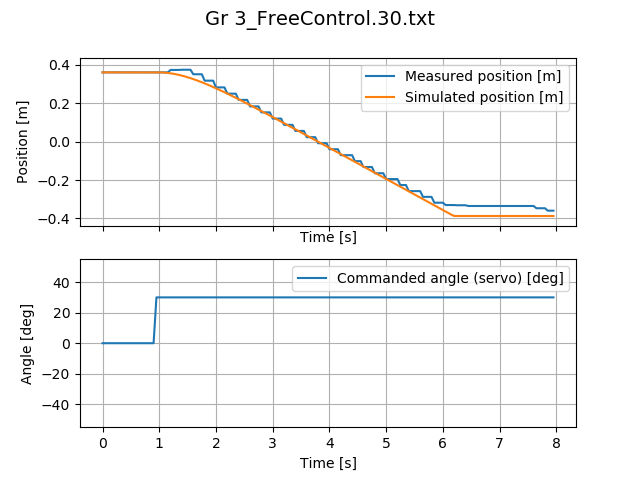 Gr 3_FreeControl.30.txt
Measured position [m]
Simulated position [m]
0.4
0.2
0.0
−0.2
−0.4
Position [m]
Time [s]
Commanded angle (servo) [deg]
40
20
0
−20
−40
Angle [deg]
0 1 2 3 4 5 6 7 8
Time [s]